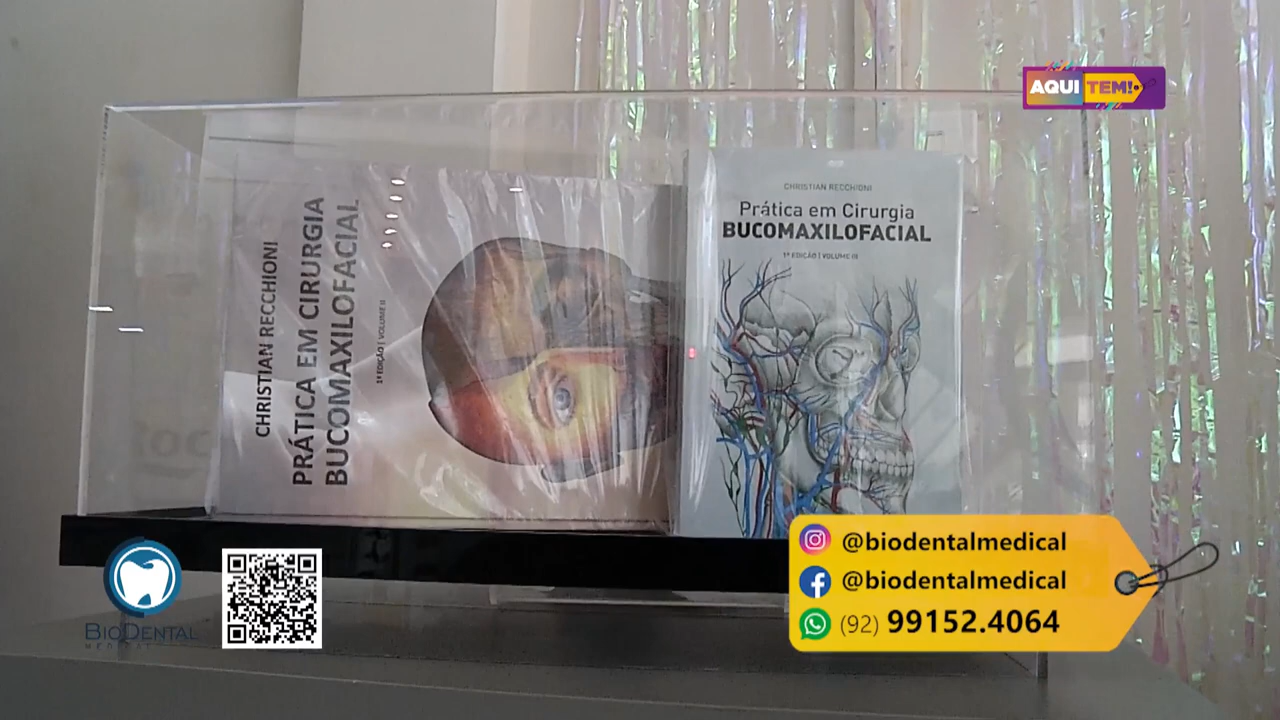 AQUI TEM!
CHRISTIAN RECCHIONI
PRÁTICA EM CIRURGIA
BUCOMAXILOFACIAL
1ª EDIÇÃO | VOLUME II
CHRISTIAN RECCHIONI
Prática em Cirurgia
BUCOMAXILOFACIAL
1ª EDIÇÃO | VOLUME III
BIODENTAL
MEDICAL
@biodentalmedical
@biodentalmedical
(92) 99152.4064